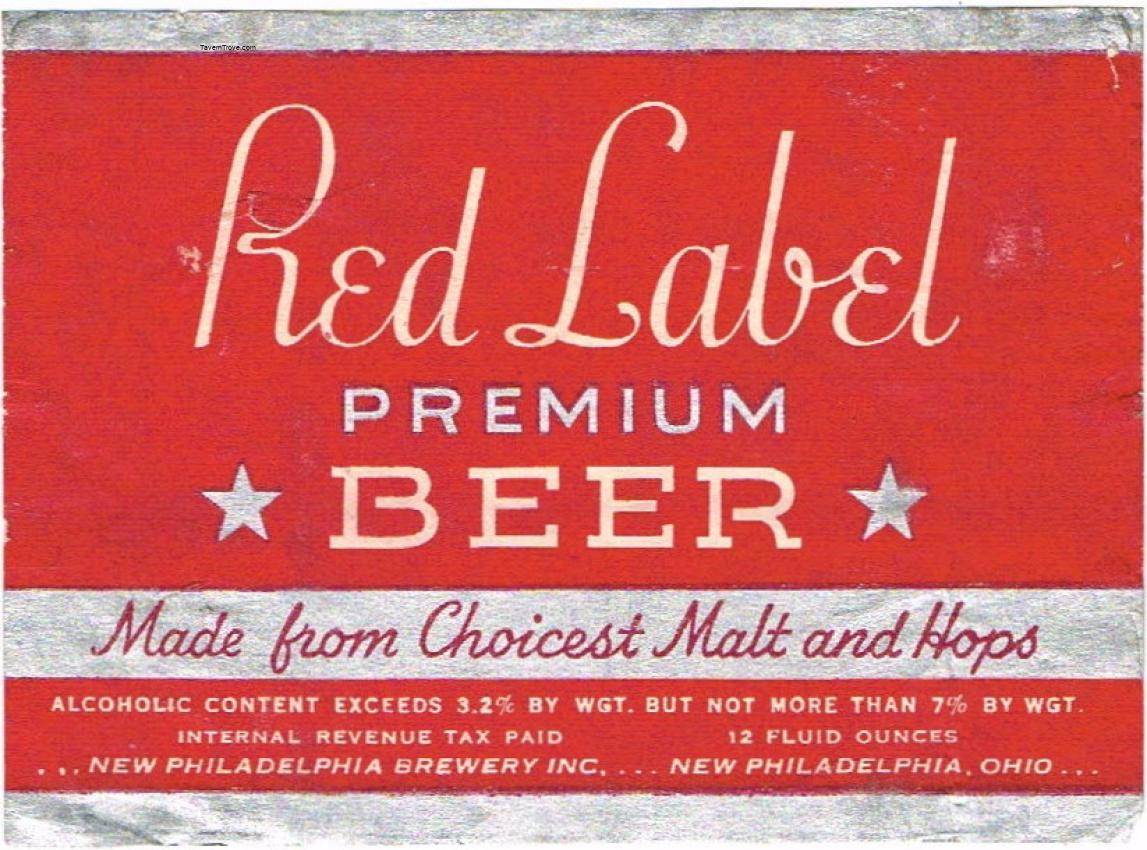 TavernTrove.com
Red Label
PREMIUM
BEER
Made from Choicest Malt and Hops
ALCOHOLIC CONTENT EXCEEDS 3.2% BY WGT. BUT NOT MORE THAN 7% BY WGT.
INTERNAL REVENUE TAX PAID 12 FLUID OUNCES
... NEW PHILADELPHIA BREWERY INC. ... NEW PHILADELPHIA, OHIO ...